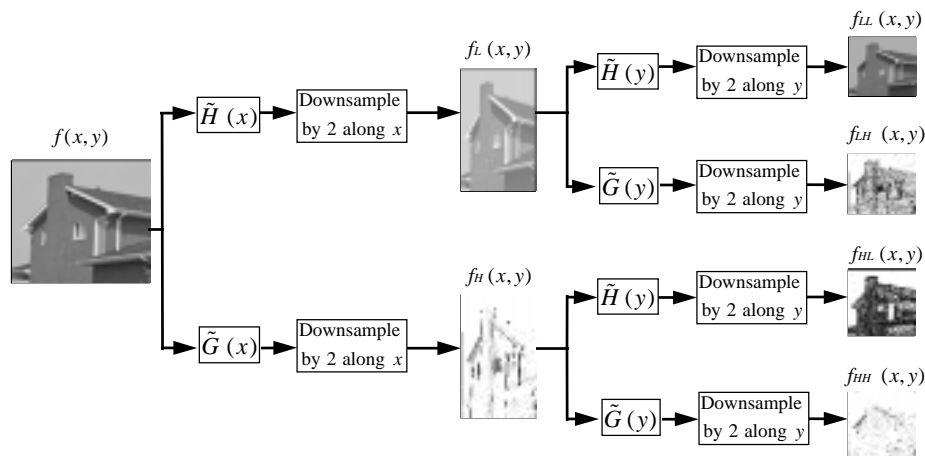 f(x,y)
H̃ (x)
Downsample
by 2 along x
f_L (x,y)
H̃ (y)
Downsample
by 2 along y
f_LL (x,y)
G̃ (y)
Downsample
by 2 along y
f_LH (x,y)
G̃ (x)
Downsample
by 2 along x
f_H (x,y)
H̃ (y)
Downsample
by 2 along y
f_HL (x,y)
G̃ (y)
Downsample
by 2 along y
f_HH (x,y)